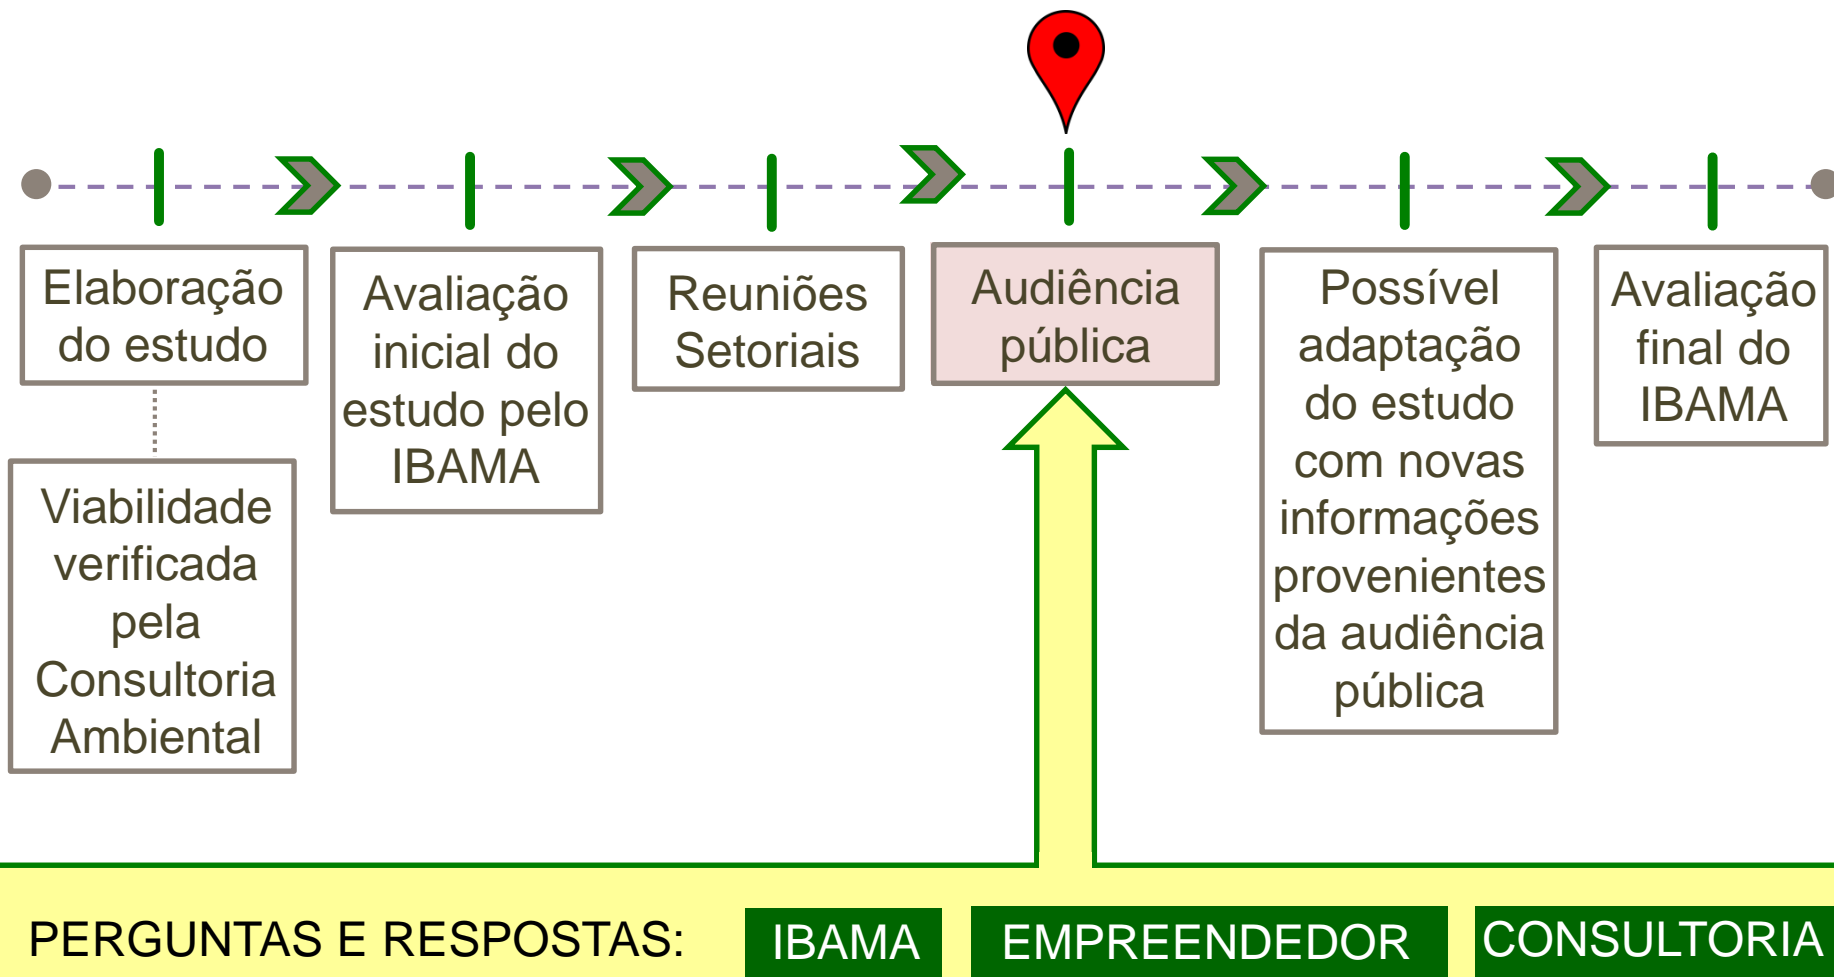 Elaboração
do estudo
Viabilidade
verificada
pela
Consultoria
Ambiental
Avaliação
inicial do
estudo pelo
IBAMA
Reuniões
Setoriais
Audiência
pública
Possível
adaptação
do estudo
com novas
informações
provenientes
da audiência
pública
Avaliação
final do
IBAMA
PERGUNTAS E RESPOSTAS: IBAMA EMPREENDEDOR CONSULTORIA